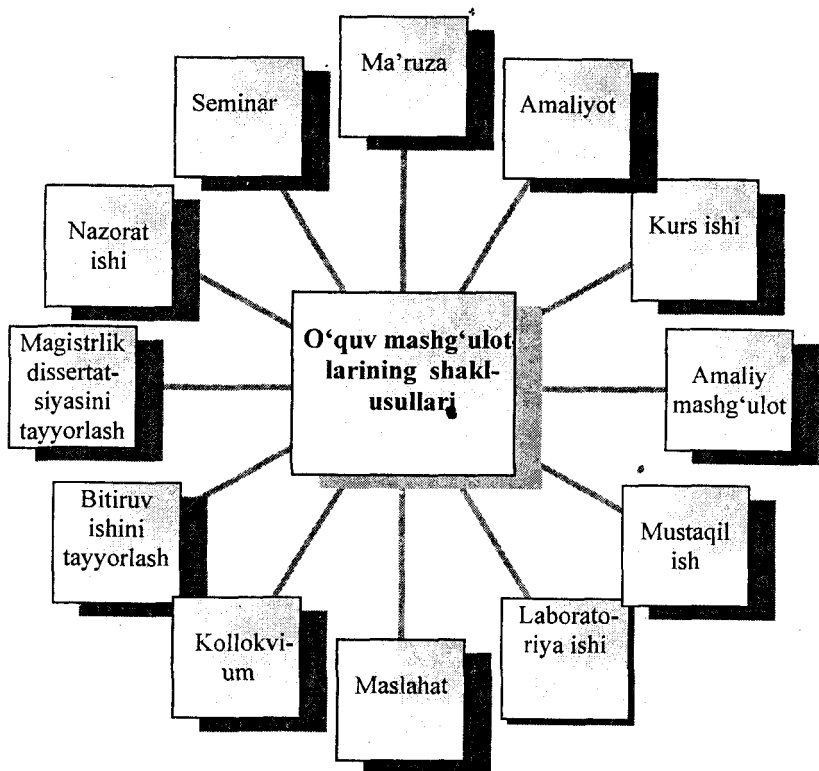 Ma’ruza
Amaliyot
Kurs ishi
Amaliy
mashg‘ulot
Mustaqil
ish
Laborato-
riya ishi
Maslahat
Kollokvi-
um
Bitiruv
ishini
tayyorlash
Magistrlik
dissertat-
siyasini
tayyorlash
Nazorat
ishi
Seminar
O‘quv mashg‘ulot
larining shakl-
usullari